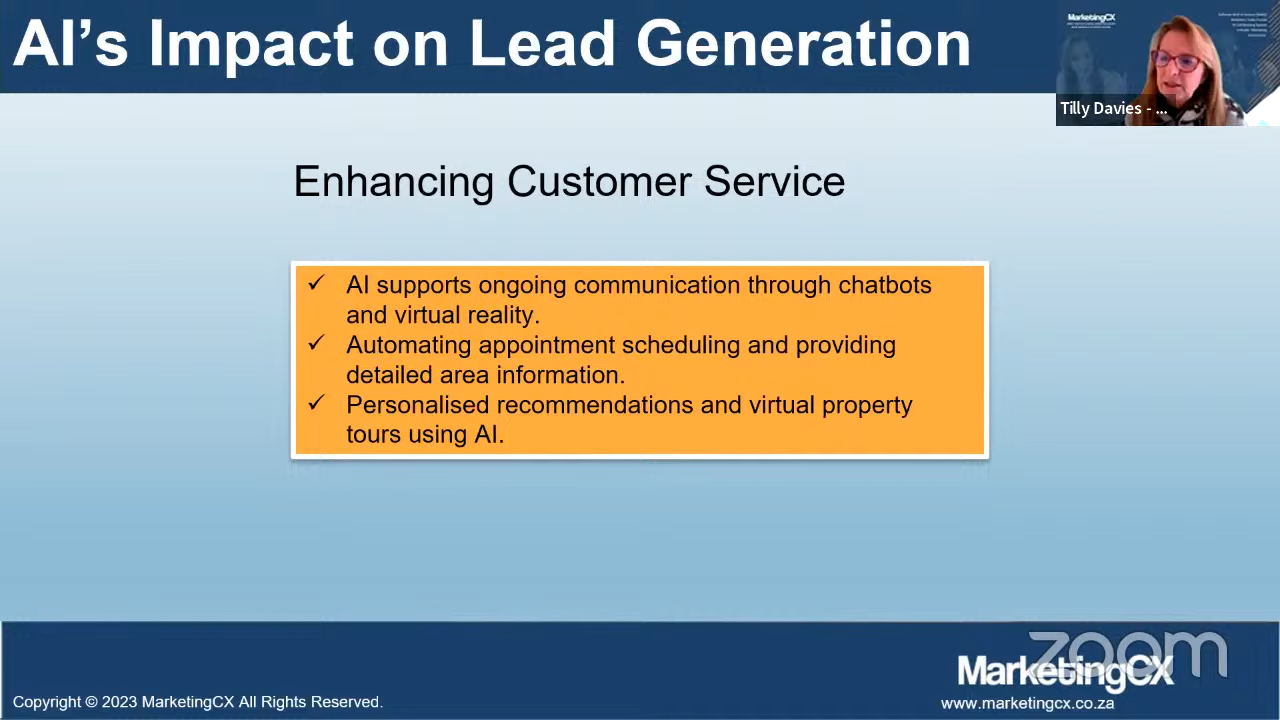 AI’s Impact on Lead Generation
MarketingCX
Tilly Davies - ...
Enhancing Customer Service
✓ AI supports ongoing communication through chatbots
and virtual reality.
✓ Automating appointment scheduling and providing
detailed area information.
✓ Personalised recommendations and virtual property
tours using AI.
zoom
MarketingCX
Copyright © 2023 MarketingCX All Rights Reserved.
www.marketingcx.co.za